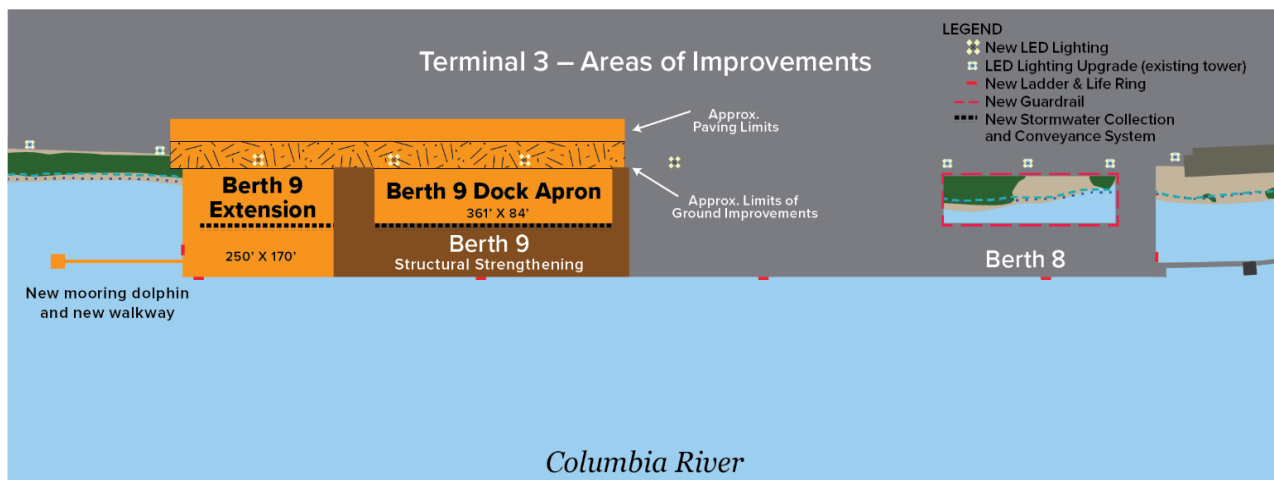 Terminal 3 – Areas of Improvements
LEGEND
New LED Lighting
LED Lighting Upgrade (existing tower)
New Ladder & Life Ring
New Guardrail
New Stormwater Collection
and Conveyance System
Approx.
Paving Limits
Approx. Limits of
Ground Improvements
Berth 9
Extension
250’ X 170’
Berth 9 Dock Apron
361’ X 84’
Berth 9
Structural Strengthening
Berth 8
New mooring dolphin
and new walkway
Columbia River